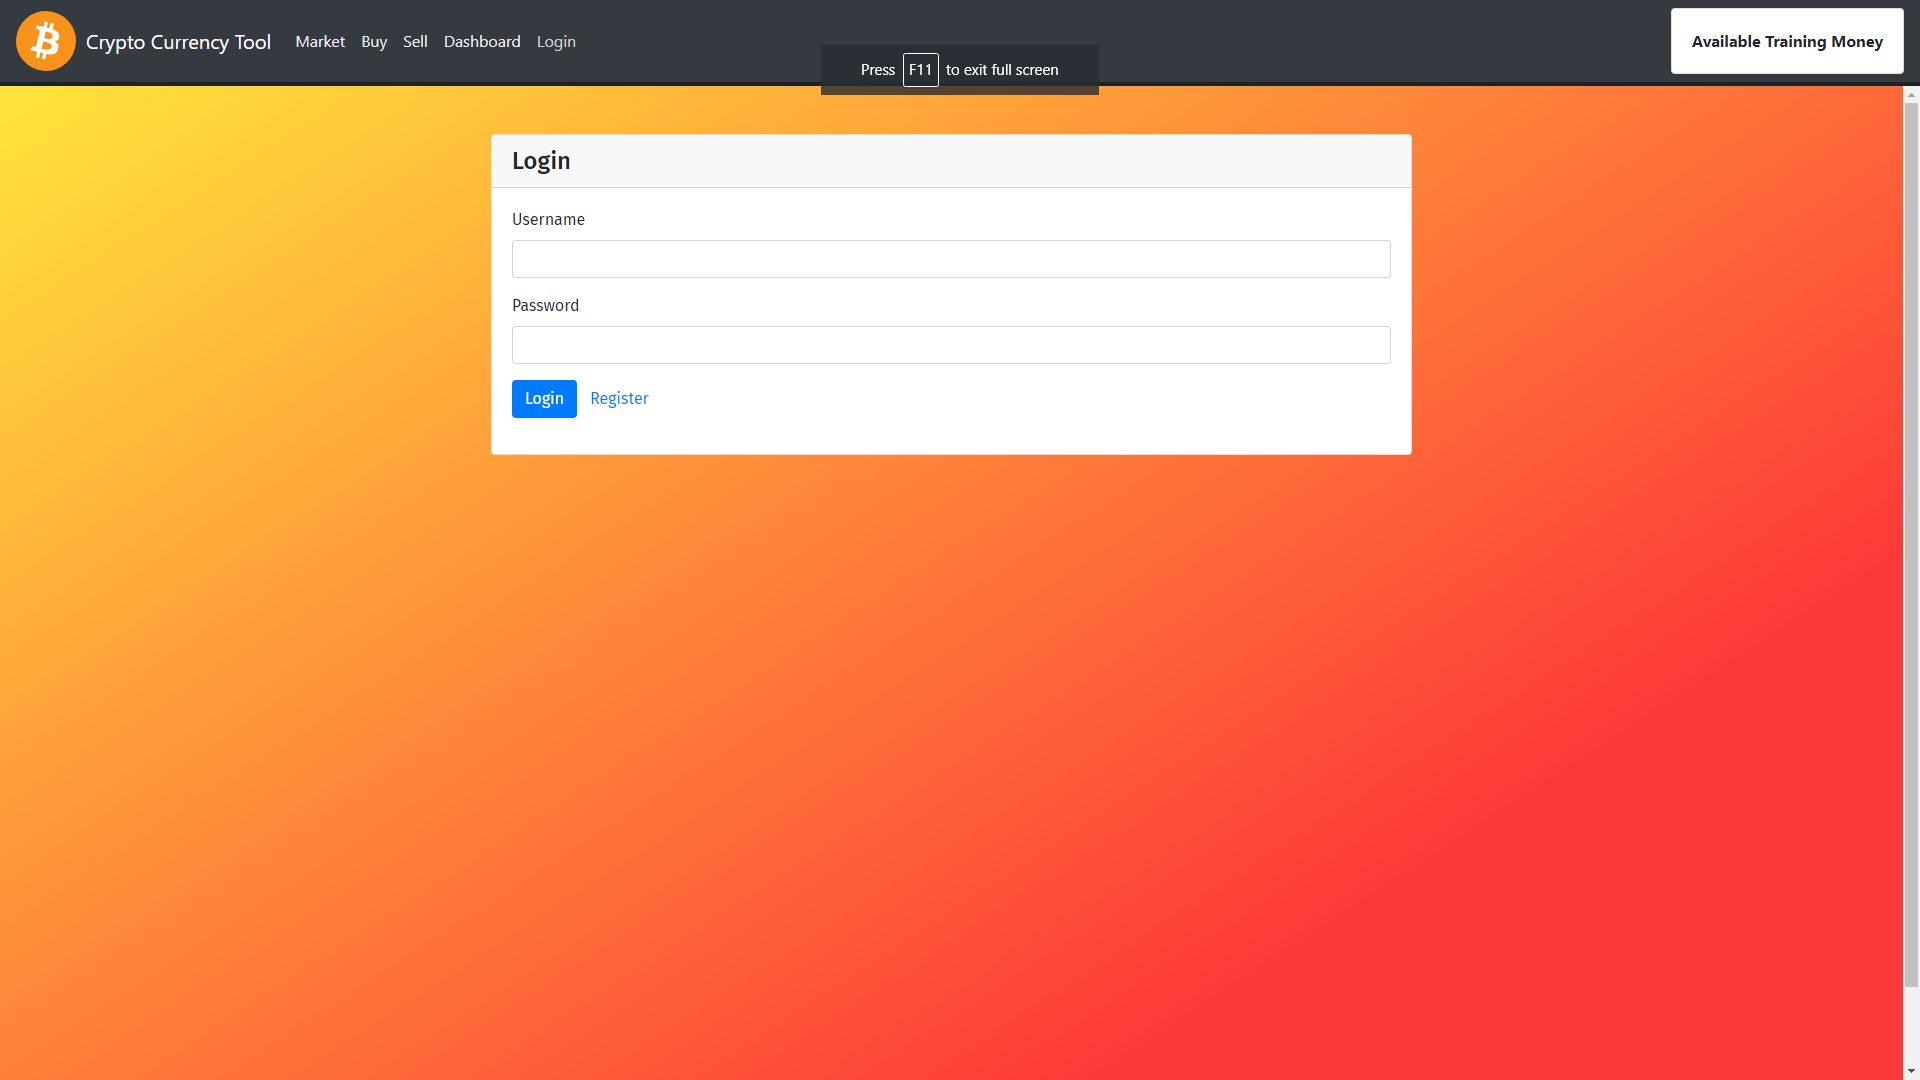 Crypto Currency Tool Market Buy Sell Dashboard Login
Available Training Money
Press F11 to exit full screen
Login
Username
Password
Login Register